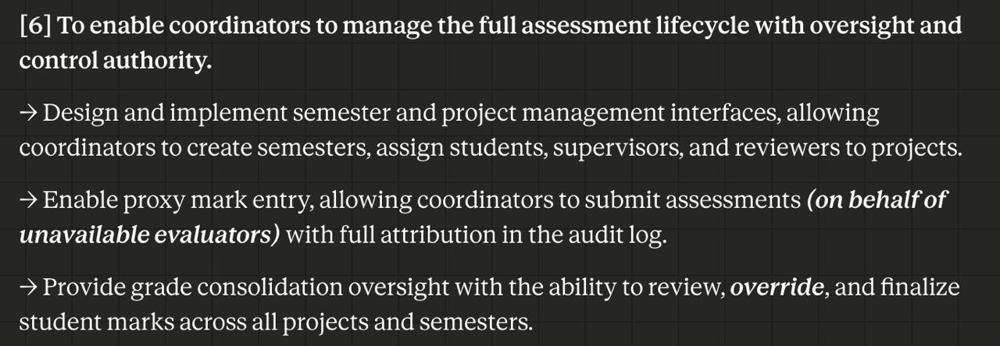 [6] To enable coordinators to manage the full assessment lifecycle with oversight and
control authority.
→ Design and implement semester and project management interfaces, allowing
coordinators to create semesters, assign students, supervisors, and reviewers to projects.
→ Enable proxy mark entry, allowing coordinators to submit assessments (on behalf of
unavailable evaluators) with full attribution in the audit log.
→ Provide grade consolidation oversight with the ability to review, override, and finalize
student marks across all projects and semesters.